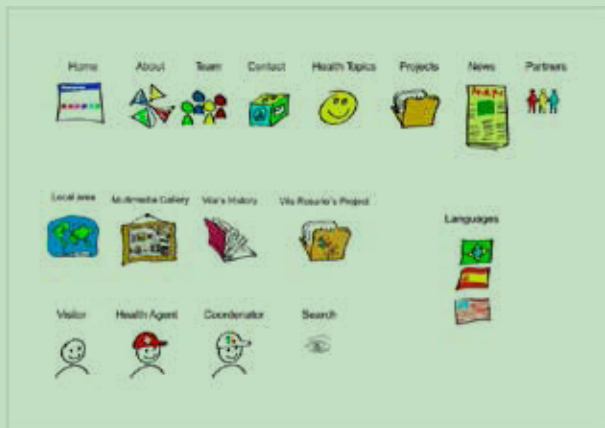 Home About Team Contact Health Topics Projects News Partners
Local area Multimedia Gallery Vila's History Vila Rosario's Project
Languages
Visitor Health Agent Coordenator Search